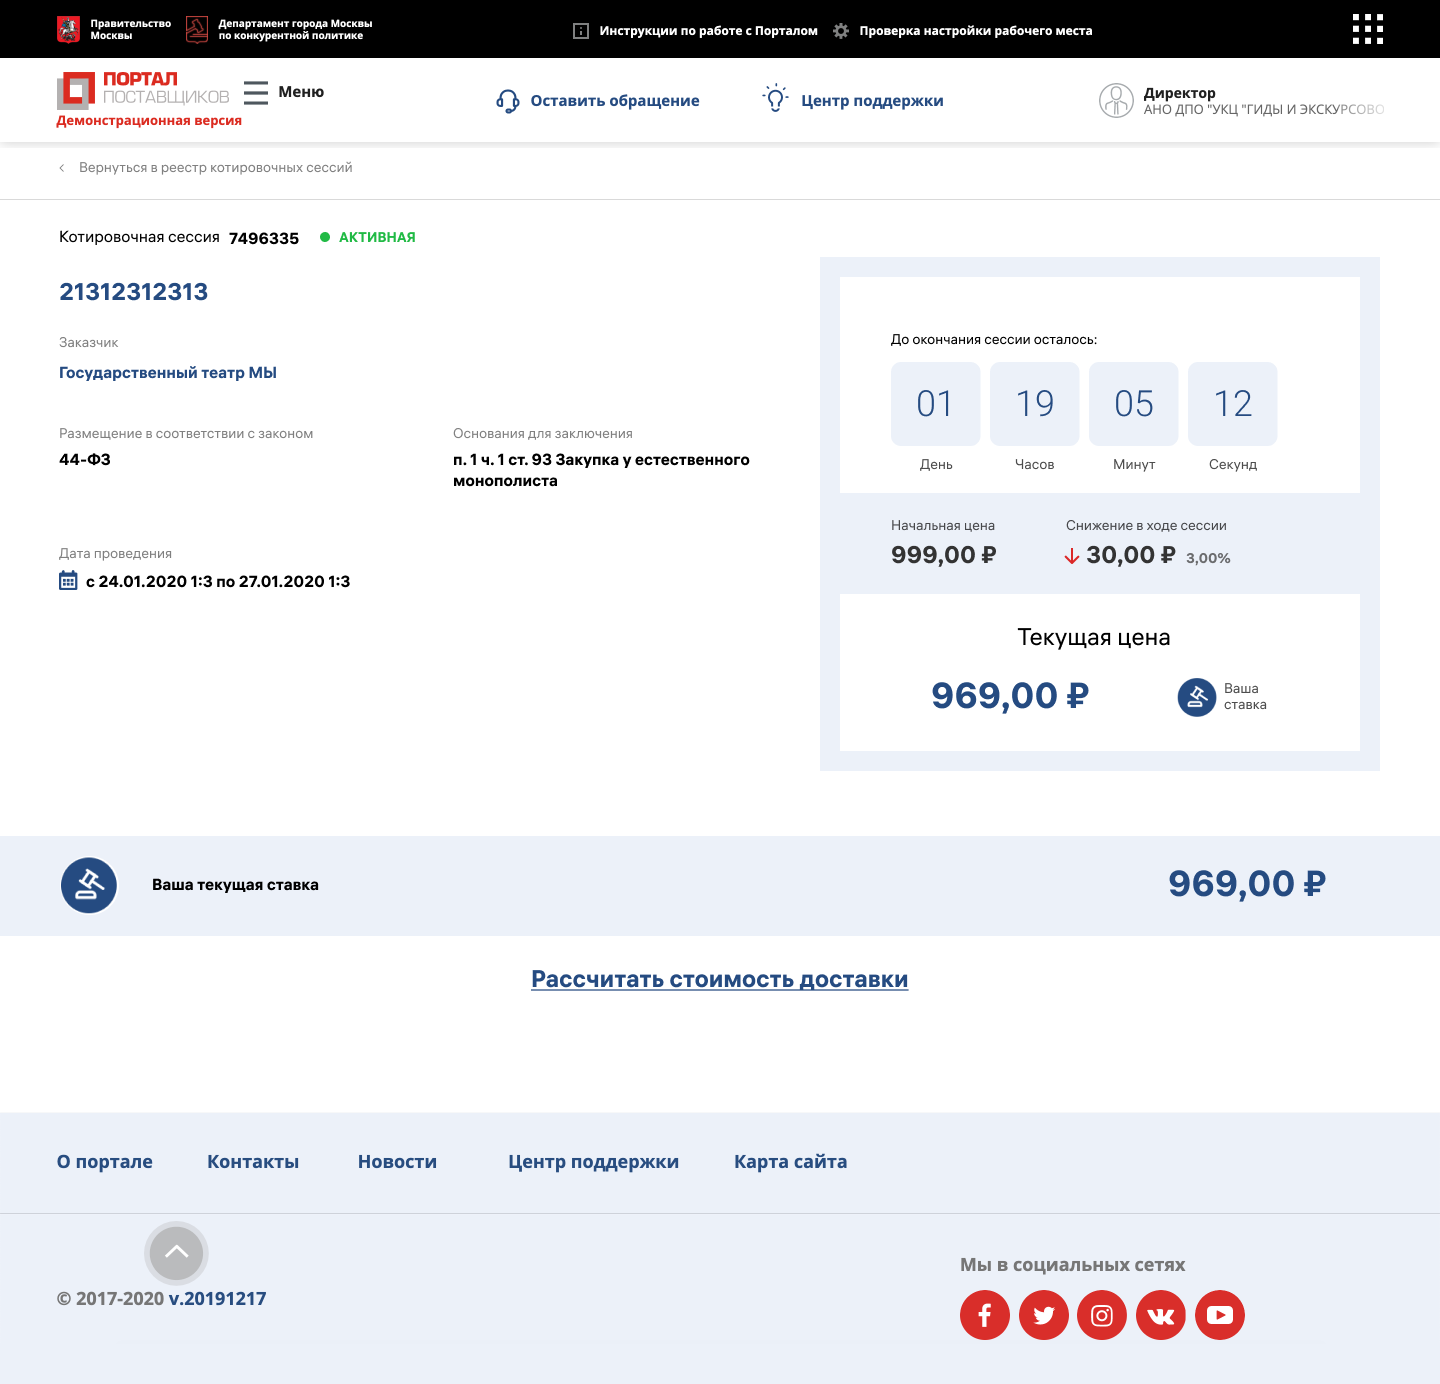 Правительство
Москвы
Департамент города Москвы
по конкурентной политике
Инструкции по работе с Порталом
Проверка настройки рабочего места
ПОРТАЛ
ПОСТАВЩИКОВ
Демонстрационная версия
Меню
Оставить обращение
Центр поддержки
Директор
АНО ДПО "УКЦ "ГИДЫ И ЭКСКУРСОВО
Вернуться в реестр котировочных сессий
Котировочная сессия 7496335 АКТИВНАЯ
21312312313
Заказчик
Государственный театр МЫ
Размещение в соответствии с законом
44-ФЗ
Основания для заключения
п. 1 ч. 1 ст. 93 Закупка у естественного
монополиста
Дата проведения
с 24.01.2020 1:3 по 27.01.2020 1:3
До окончания сессии осталось:
01 19 05 12
День Часов Минут Секунд
Начальная цена
999,00 ₽
Снижение в ходе сессии
30,00 ₽ 3,00%
Текущая цена
969,00 ₽
Ваша
ставка
Ваша текущая ставка
969,00 ₽
Рассчитать стоимость доставки
О портале Контакты Новости Центр поддержки Карта сайта
© 2017-2020 v.20191217
Мы в социальных сетях